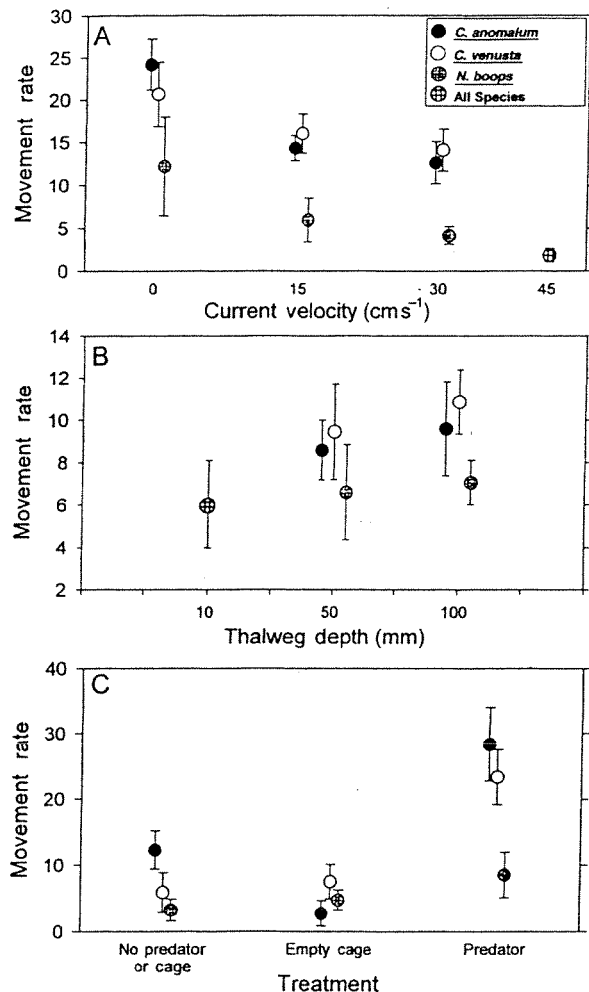 A
Movement rate
30
25
20
15
10
5
0
C. anomalum
C. venusta
N. boops
All Species
0 15 30 45
Current velocity (cm s⁻¹)
B
Movement rate
14
12
10
8
6
4
2
10 50 100
Thalweg depth (mm)
C
Movement rate
40
30
20
10
0
No predator or cage
Empty cage
Predator
Treatment